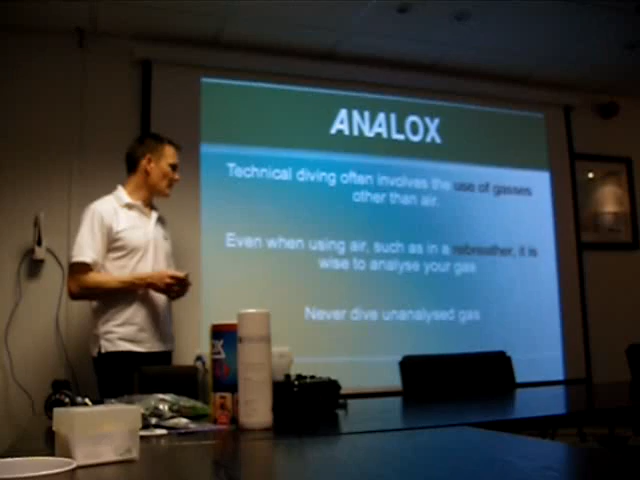 ANALOX
Technical diving often involves the use of gasses
other than air.
Even when using air, such as in a rebreather, it is
wise to analyse your gas
Never dive unanalysed gas